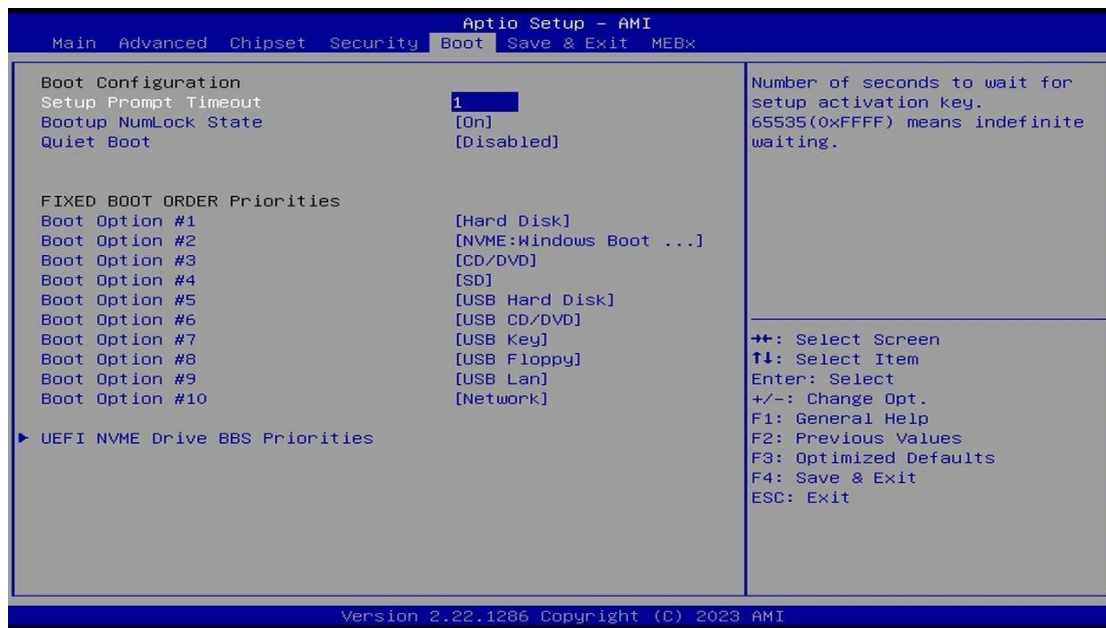 Aptio Setup – AMI
Main Advanced Chipset Security Boot Save & Exit MEBx
Boot Configuration
Setup Prompt Timeout 1
Bootup NumLock State [On]
Quiet Boot [Disabled]
FIXED BOOT ORDER Priorities
Boot Option #1 [Hard Disk]
Boot Option #2 [NVME:Windows Boot ...]
Boot Option #3 [CD/DVD]
Boot Option #4 [SD]
Boot Option #5 [USB Hard Disk]
Boot Option #6 [USB CD/DVD]
Boot Option #7 [USB Key]
Boot Option #8 [USB Floppy]
Boot Option #9 [USB Lan]
Boot Option #10 [Network]
▶ UEFI NVME Drive BBS Priorities
Number of seconds to wait for
setup activation key.
65535(0xFFFF) means indefinite
waiting.
→←: Select Screen
↑↓: Select Item
Enter: Select
+/-: Change Opt.
F1: General Help
F2: Previous Values
F3: Optimized Defaults
F4: Save & Exit
ESC: Exit
Version 2.22.1286 Copyright (C) 2023 AMI